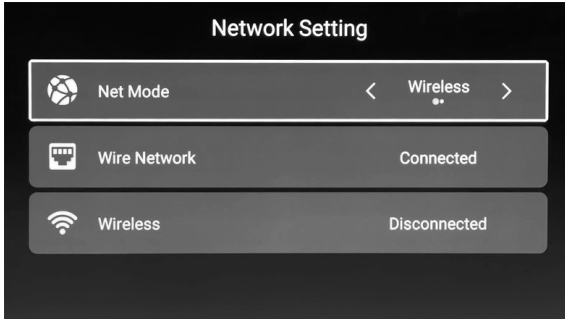 Network Setting
Net Mode
Wireless
Wire Network
Connected
Wireless
Disconnected